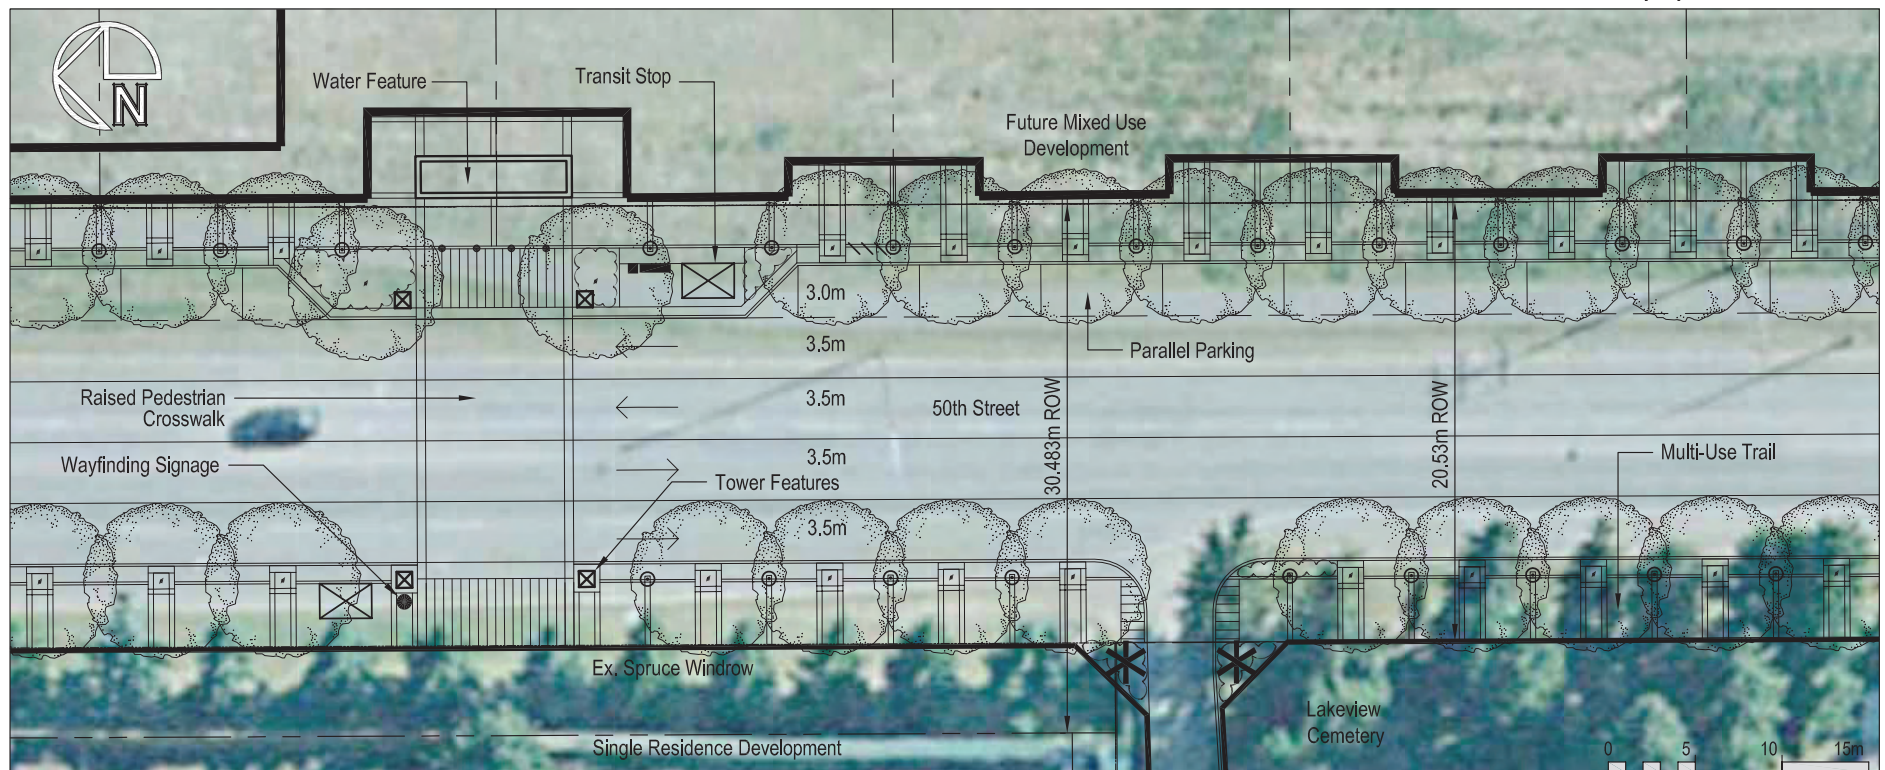 N
Water Feature
Transit Stop
Future Mixed Use
Development
3.0m
3.5m
Parallel Parking
Raised Pedestrian
Crosswalk
3.5m
50th Street
30.483m ROW
20.53m ROW
Wayfinding Signage
3.5m
Tower Features
Multi-Use Trail
3.5m
Ex. Spruce Windrow
Lakeview
Cemetery
Single Residence Development
0 5 10 15m